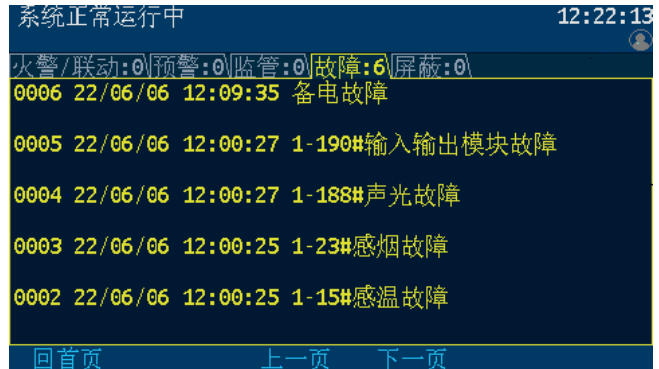 系统正常运行中 12:22:13
火警/联动:0\预警:0\监管:0\故障:6\屏蔽:0\
0006 22/06/06 12:09:35 备电故障
0005 22/06/06 12:00:27 1-190#输入输出模块故障
0004 22/06/06 12:00:27 1-188#声光故障
0003 22/06/06 12:00:25 1-23#感烟故障
0002 22/06/06 12:00:25 1-15#感温故障
回首页 上一页 下一页